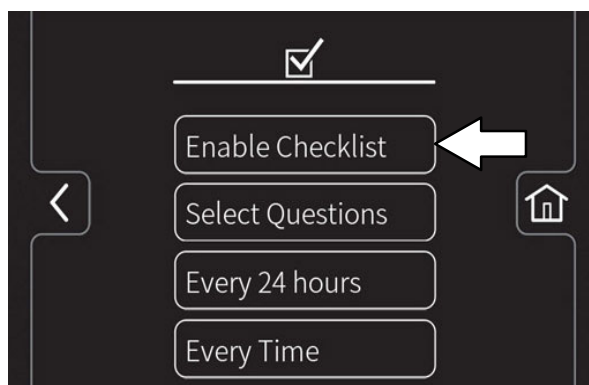 Enable Checklist
Select Questions
Every 24 hours
Every Time